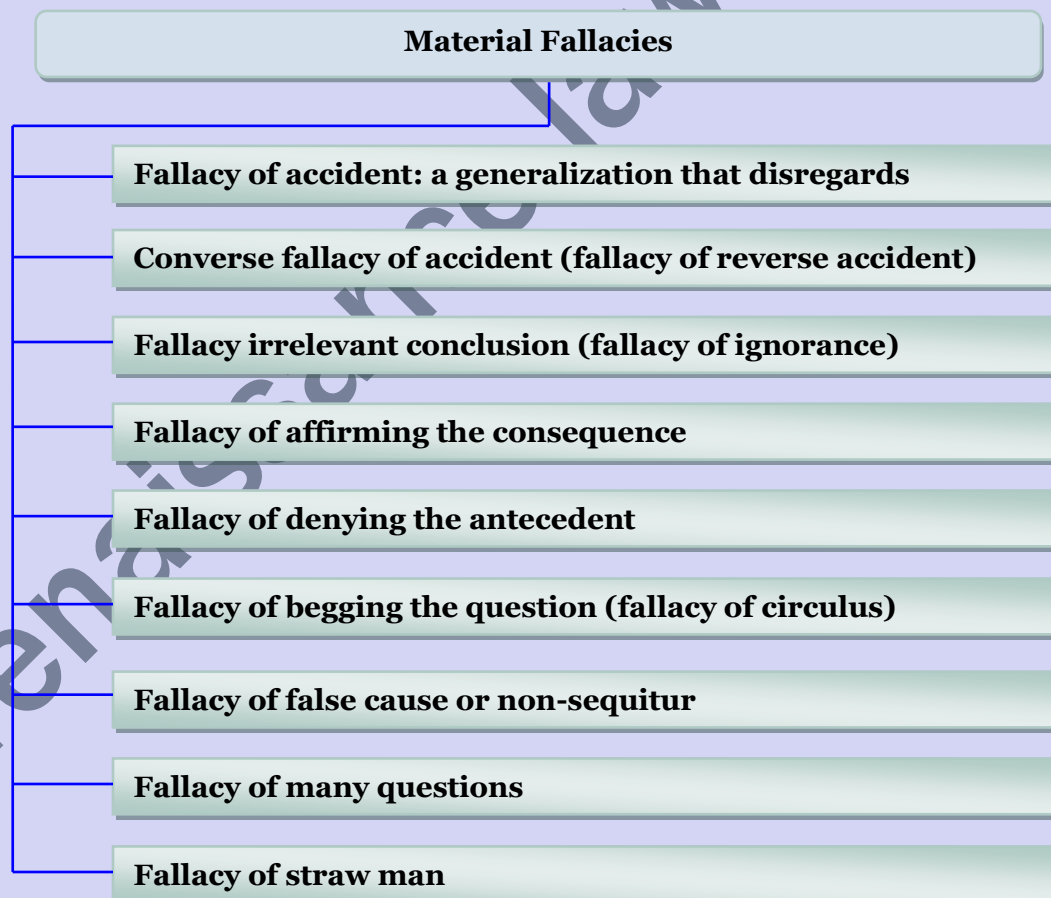 Material Fallacies
Fallacy of accident: a generalization that disregards
Converse fallacy of accident (fallacy of reverse accident)
Fallacy irrelevant conclusion (fallacy of ignorance)
Fallacy of affirming the consequence
Fallacy of denying the antecedent
Fallacy of begging the question (fallacy of circulus)
Fallacy of false cause or non-sequitur
Fallacy of many questions
Fallacy of straw man